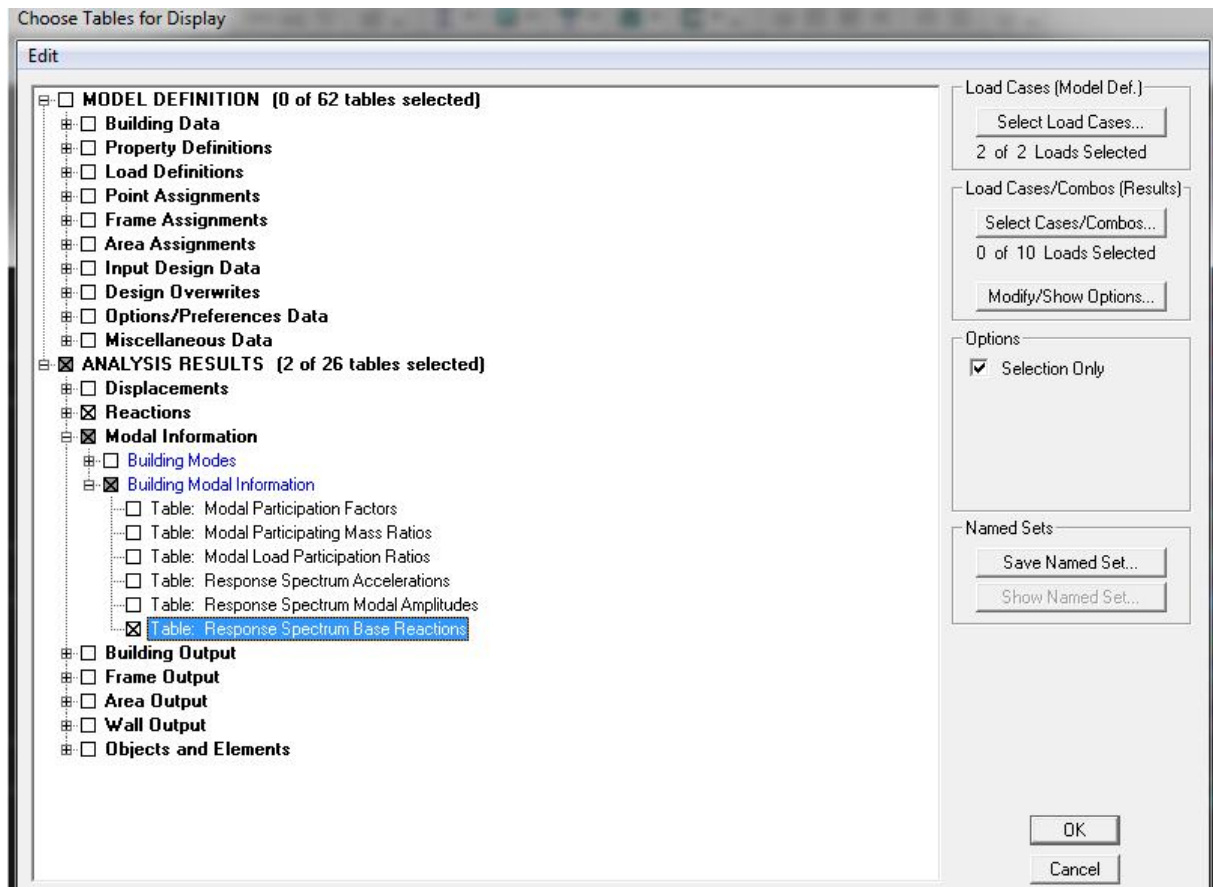 Choose Tables for Display
Edit
MODEL DEFINITION (0 of 62 tables selected)
Building Data
Property Definitions
Load Definitions
Point Assignments
Frame Assignments
Area Assignments
Input Design Data
Design Overwrites
Options/Preferences Data
Miscellaneous Data
ANALYSIS RESULTS (2 of 26 tables selected)
Displacements
Reactions
Modal Information
Building Modes
Building Modal Information
Table: Modal Participation Factors
Table: Modal Participating Mass Ratios
Table: Modal Load Participation Ratios
Table: Response Spectrum Accelerations
Table: Response Spectrum Modal Amplitudes
Table: Response Spectrum Base Reactions
Building Output
Frame Output
Area Output
Wall Output
Objects and Elements
Load Cases (Model Def.)
Select Load Cases...
2 of 2 Loads Selected
Load Cases/Combos (Results)
Select Cases/Combos...
0 of 10 Loads Selected
Modify/Show Options...
Options
Selection Only
Named Sets
Save Named Set...
Show Named Set...
OK
Cancel